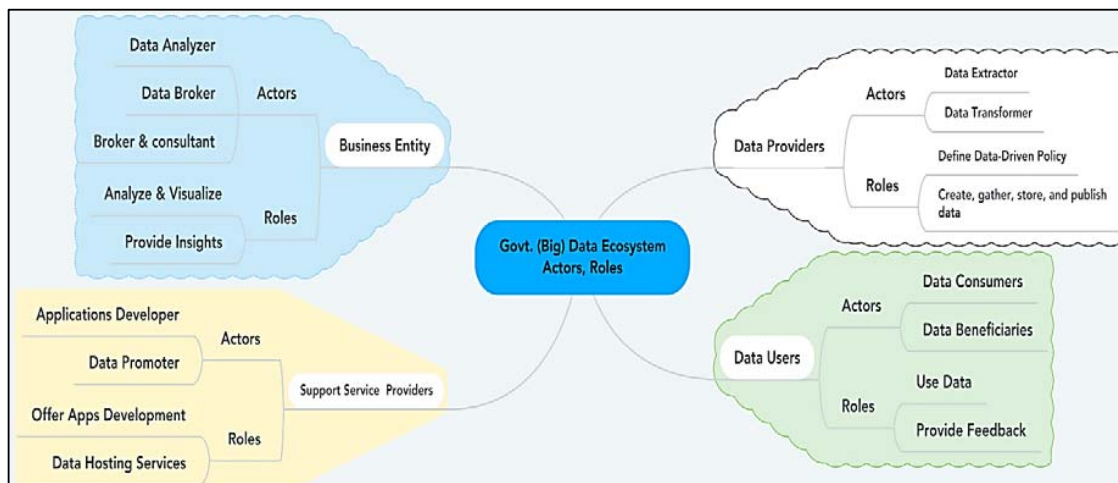 Data Analyzer
Data Broker
Broker & consultant
Actors
Business Entity
Analyze & Visualize
Provide Insights
Roles
Applications Developer
Data Promoter
Actors
Support Service Providers
Offer Apps Development
Data Hosting Services
Roles
Govt. (Big) Data Ecosystem
Actors, Roles
Data Providers
Actors
Data Extractor
Data Transformer
Roles
Define Data-Driven Policy
Create, gather, store, and publish
data
Data Users
Actors
Data Consumers
Data Beneficiaries
Roles
Use Data
Provide Feedback